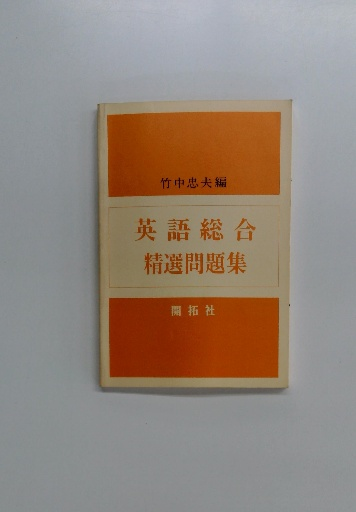 竹中忠夫編
英語総合
精選問題集
開拓社